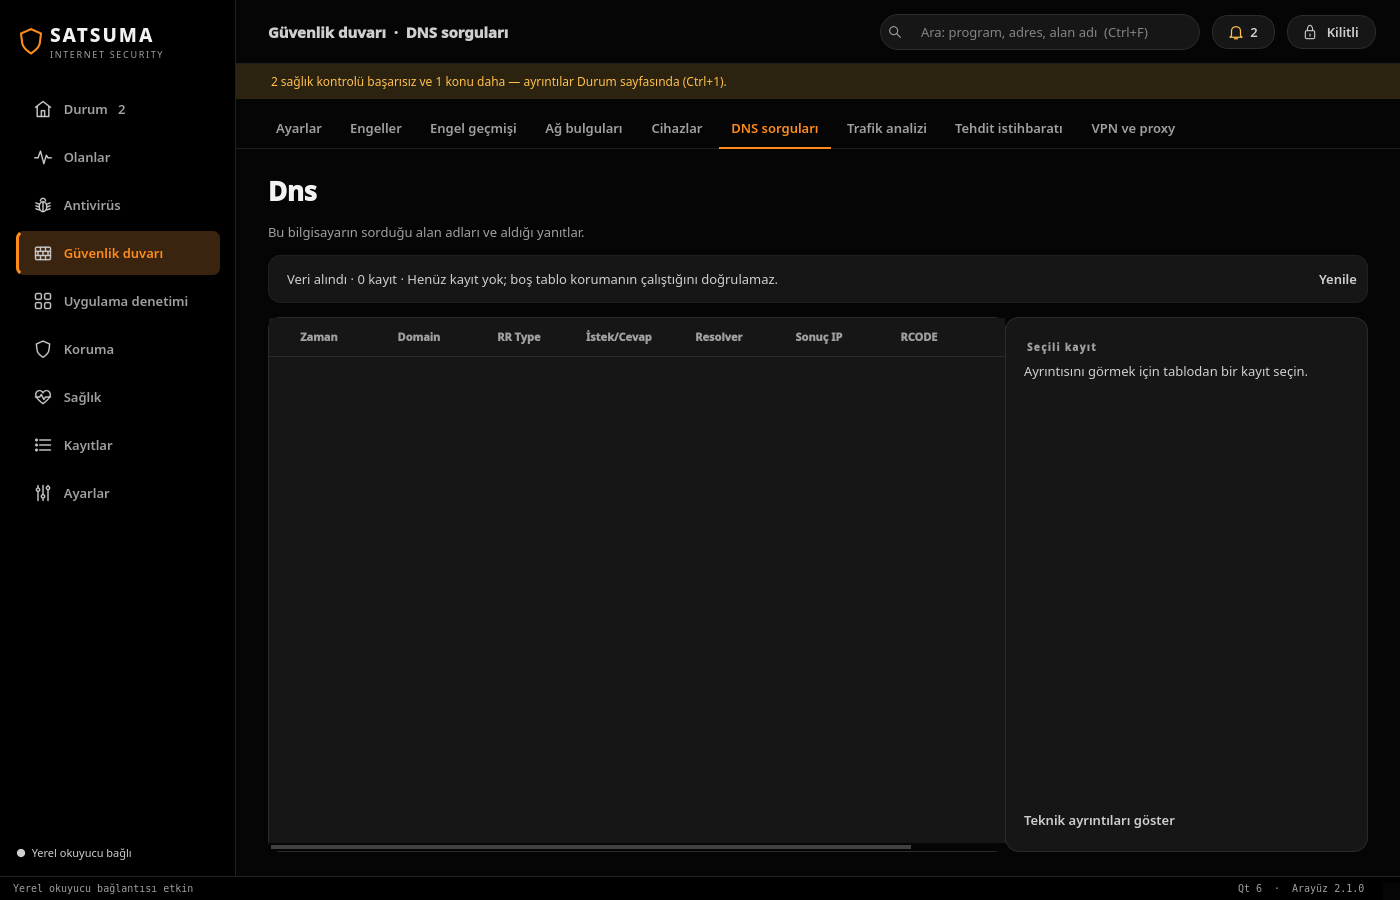 SATSUMA
INTERNET SECURITY
Durum 2
Olanlar
Antivirüs
Güvenlik duvarı
Uygulama denetimi
Koruma
Sağlık
Kayıtlar
Ayarlar
Yerel okuyucu bağlı
Güvenlik duvarı · DNS sorguları
Ara: program, adres, alan adı (Ctrl+F)
2
Kilitli
2 sağlık kontrolü başarısız ve 1 konu daha — ayrıntılar Durum sayfasında (Ctrl+1).
Ayarlar Engeller Engel geçmişi Ağ bulguları Cihazlar DNS sorguları Trafik analizi Tehdit istihbaratı VPN ve proxy
Dns
Bu bilgisayarın sorduğu alan adları ve aldığı yanıtlar.
Veri alındı · 0 kayıt · Henüz kayıt yok; boş tablo korumanın çalıştığını doğrulamaz.
Yenile
Zaman Domain RR Type İstek/Cevap Resolver Sonuç IP RCODE
Seçili kayıt
Ayrıntısını görmek için tablodan bir kayıt seçin.
Teknik ayrıntıları göster
Yerel okuyucu bağlantısı etkin
Qt 6 · Arayüz 2.1.0